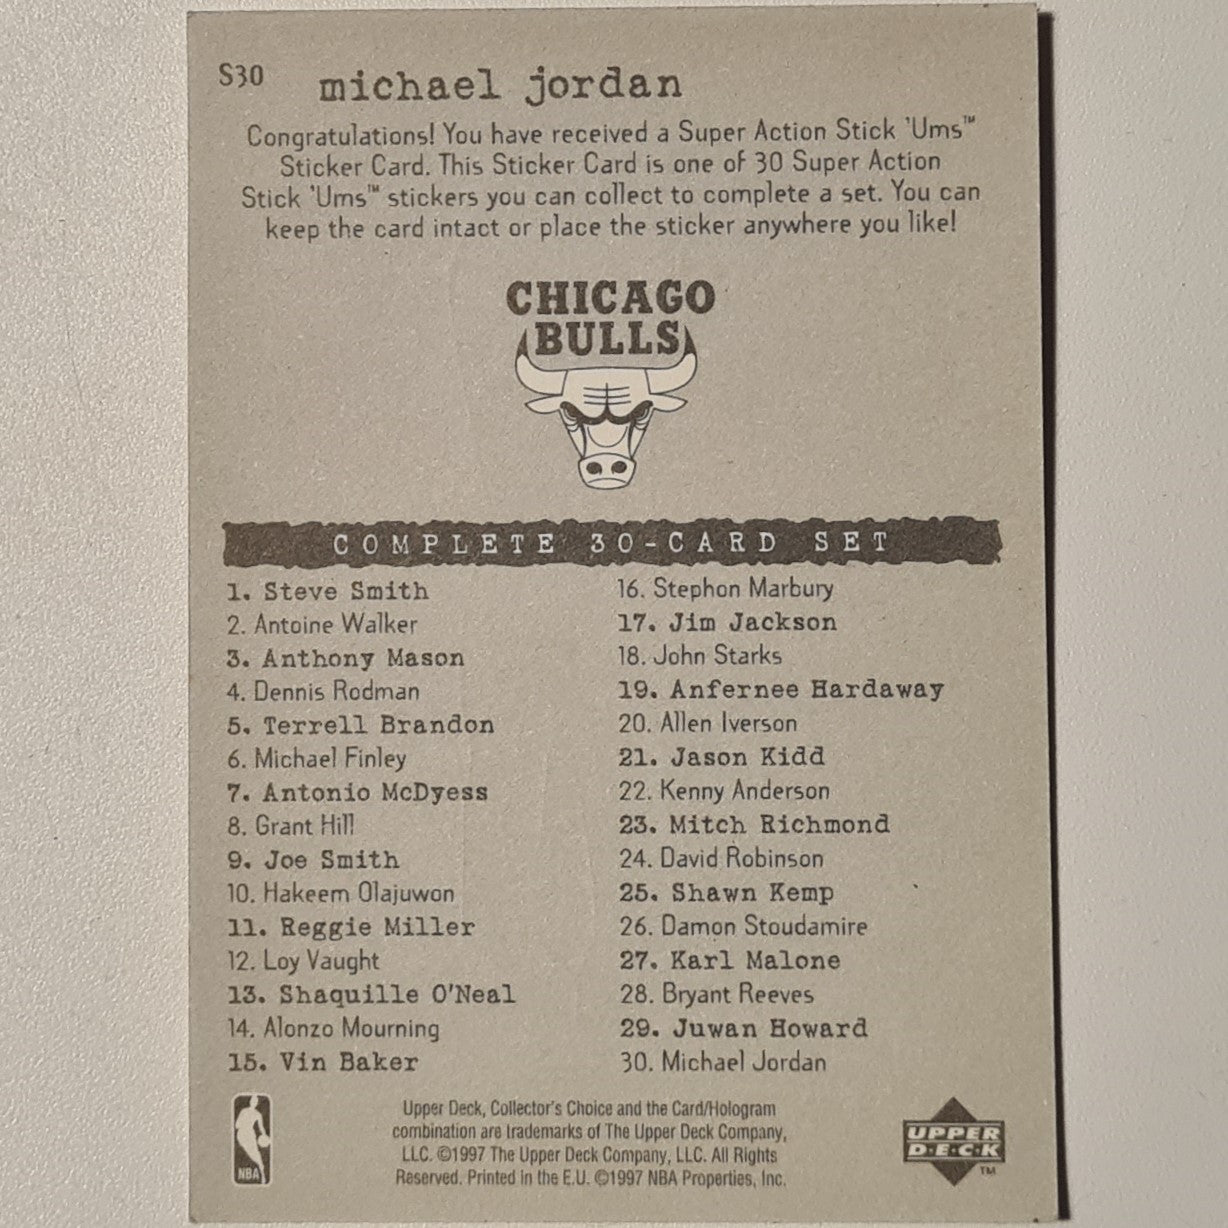 S30 michael jordan
Congratulations! You have received a Super Action Stick 'Ums™
Sticker Card. This Sticker Card is one of 30 Super Action
Stick 'Ums™ stickers you can collect to complete a set. You can
keep the card intact or place the sticker anywhere you like!
CHICAGO
BULLS
COMPLETE 30-CARD SET
1. Steve Smith
2. Antoine Walker
3. Anthony Mason
4. Dennis Rodman
5. Terrell Brandon
6. Michael Finley
7. Antonio McDyess
8. Grant Hill
9. Joe Smith
10. Hakeem Olajuwon
11. Reggie Miller
12. Loy Vaught
13. Shaquille O'Neal
14. Alonzo Mourning
15. Vin Baker
16. Stephon Marbury
17. Jim Jackson
18. John Starks
19. Anfernee Hardaway
20. Allen Iverson
21. Jason Kidd
22. Kenny Anderson
23. Mitch Richmond
24. David Robinson
25. Shawn Kemp
26. Damon Stoudamire
27. Karl Malone
28. Bryant Reeves
29. Juwan Howard
30. Michael Jordan
NBA
Upper Deck, Collector's Choice and the Card/Hologram
combination are trademarks of The Upper Deck Company,
LLC. ©1997 The Upper Deck Company, LLC. All Rights
Reserved. Printed in the E.U. ©1997 NBA Properties, Inc.
UPPER
D·E·C·K
™